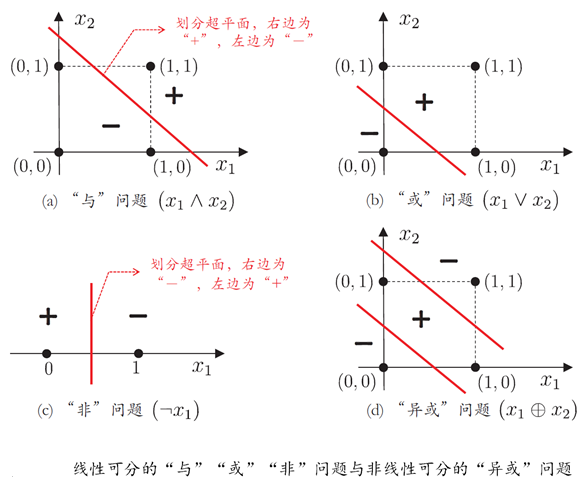 x₂
划分超平面，右边为
“+”，左边为“−”
(0, 1)
(1, 1)
+
−
(0, 0)
(1, 0)
x₁
(a) “与” 问题 (x₁ ∧ x₂)
x₂
(0, 1)
(1, 1)
+
−
(0, 0)
(1, 0)
x₁
(b) “或” 问题 (x₁ ∨ x₂)
划分超平面，右边为
“−”，左边为“+”
+
−
0
1
x₁
(c) “非” 问题 (¬x₁)
x₂
−
(0, 1)
(1, 1)
+
−
(0, 0)
(1, 0)
x₁
(d) “异或” 问题 (x₁ ⊕ x₂)
线性可分的“与”“或”“非”问题与非线性可分的“异或”问题